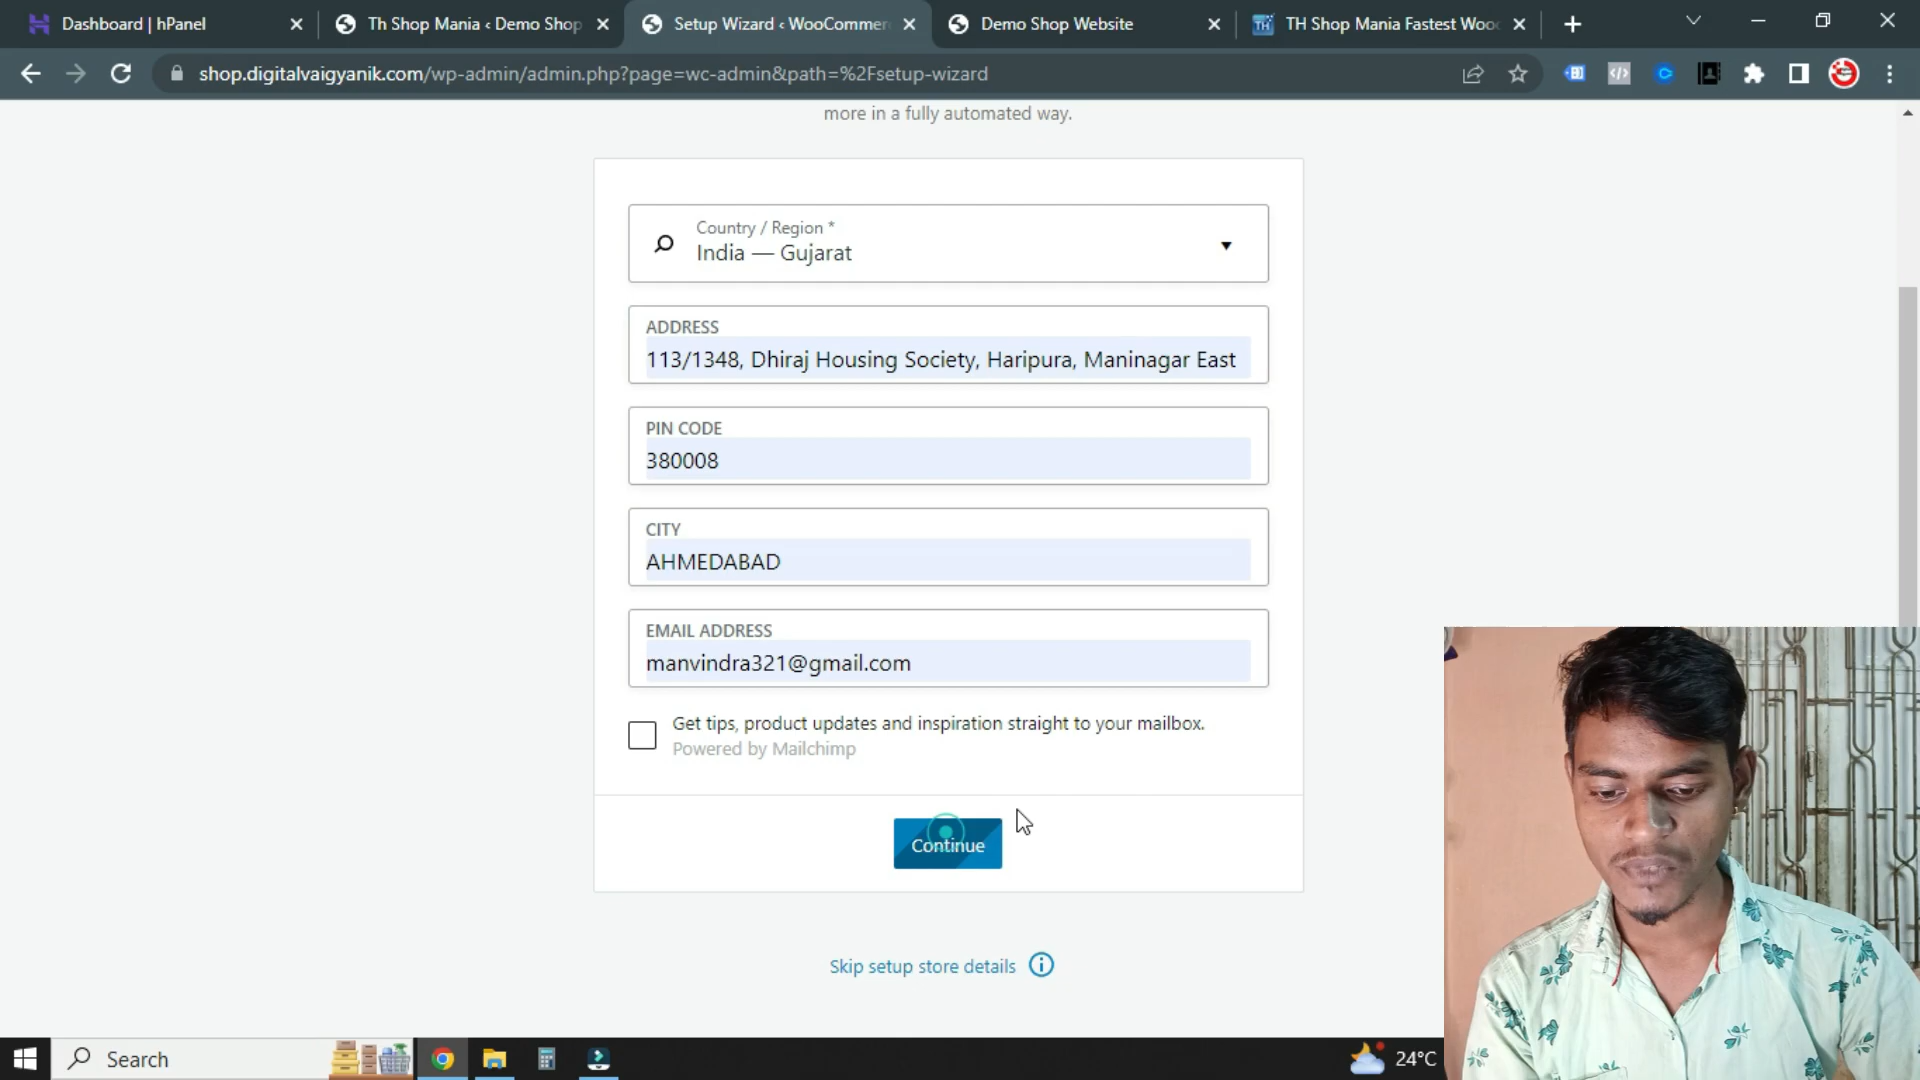 Dashboard | hPanel
Th Shop Mania ‹ Demo Shop
Setup Wizard ‹ WooCommer
Demo Shop Website
TH Shop Mania Fastest Woo
shop.digitalvaigyanik.com/wp-admin/admin.php?page=wc-admin&path=%2Fsetup-wizard
more in a fully automated way.
Country / Region *
India — Gujarat
ADDRESS
113/1348, Dhiraj Housing Society, Haripura, Maninagar East
PIN CODE
380008
CITY
AHMEDABAD
EMAIL ADDRESS
manvindra321@gmail.com
Get tips, product updates and inspiration straight to your mailbox.
Powered by Mailchimp
Continue
Skip setup store details
Search
24°C